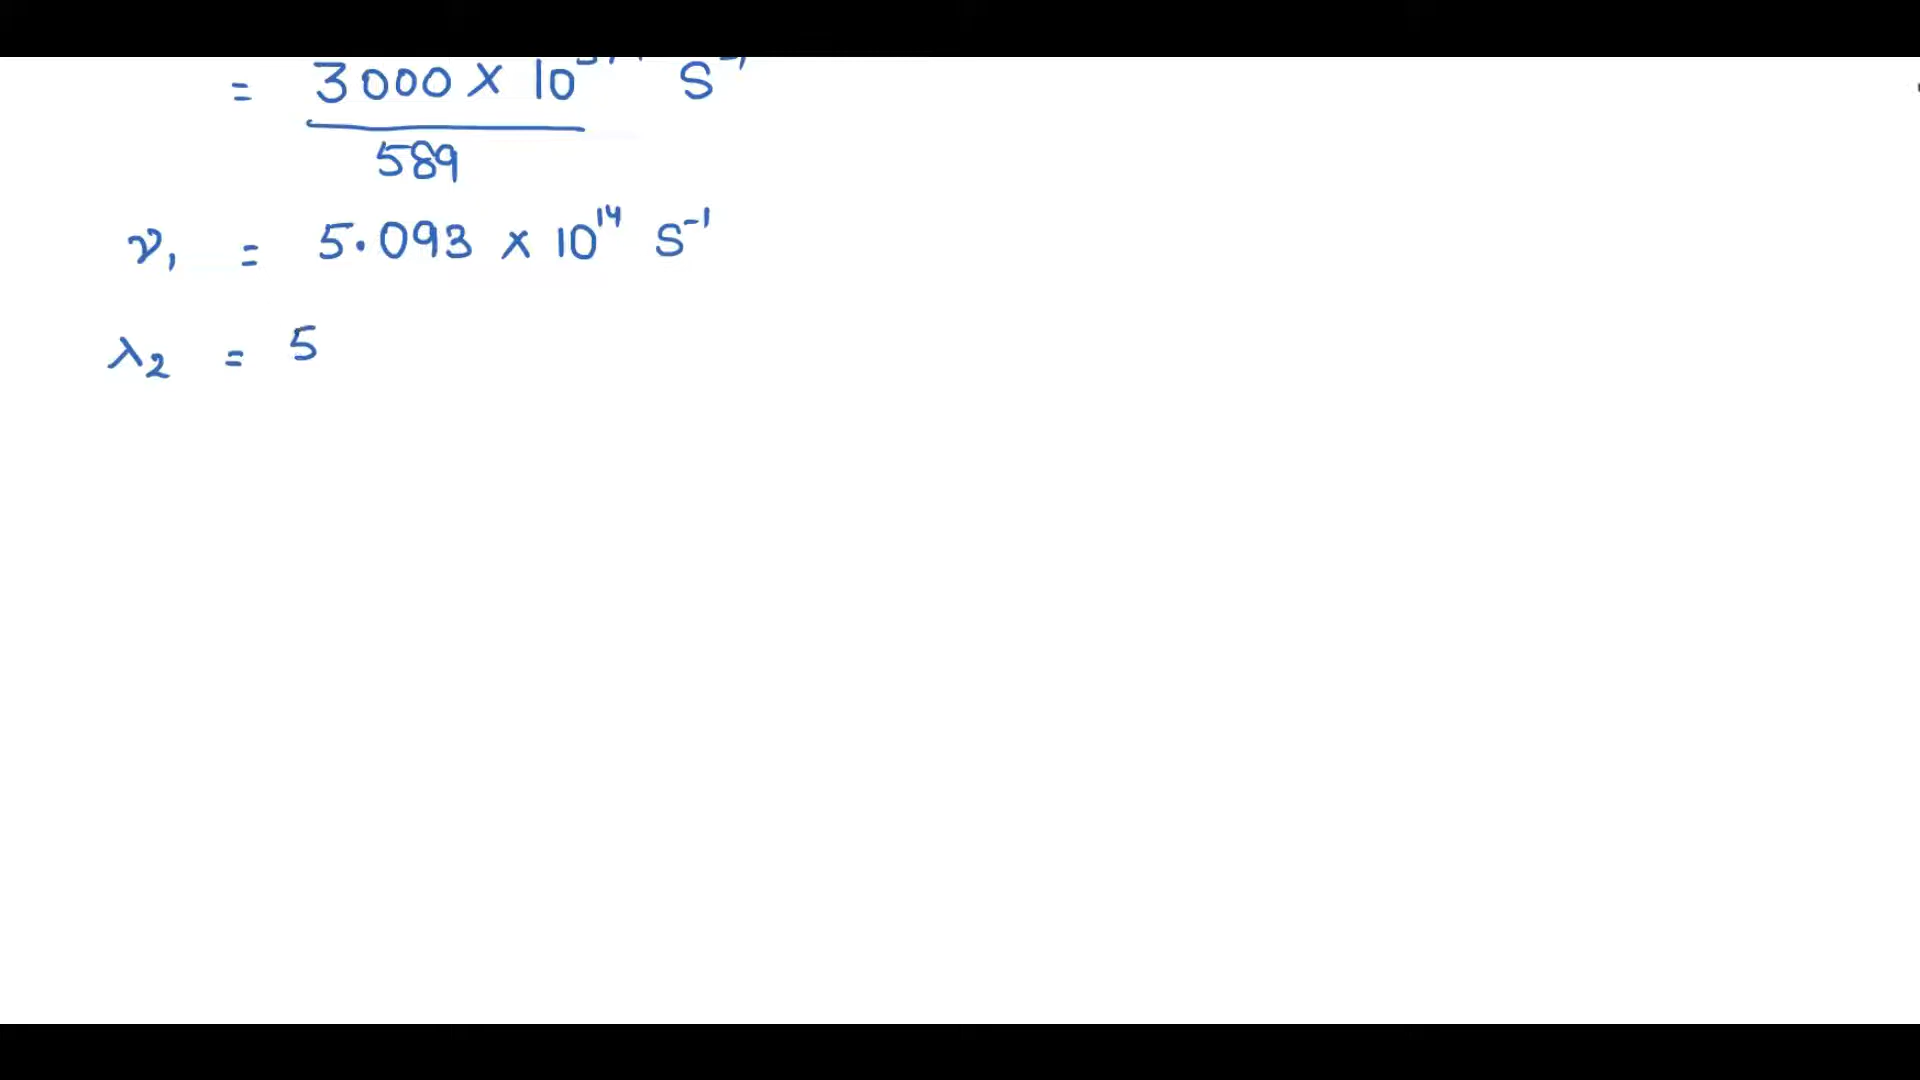 = 3000 × 10 S
589
ν₁ = 5.093 × 10¹⁴ S⁻¹
λ₂ = 5